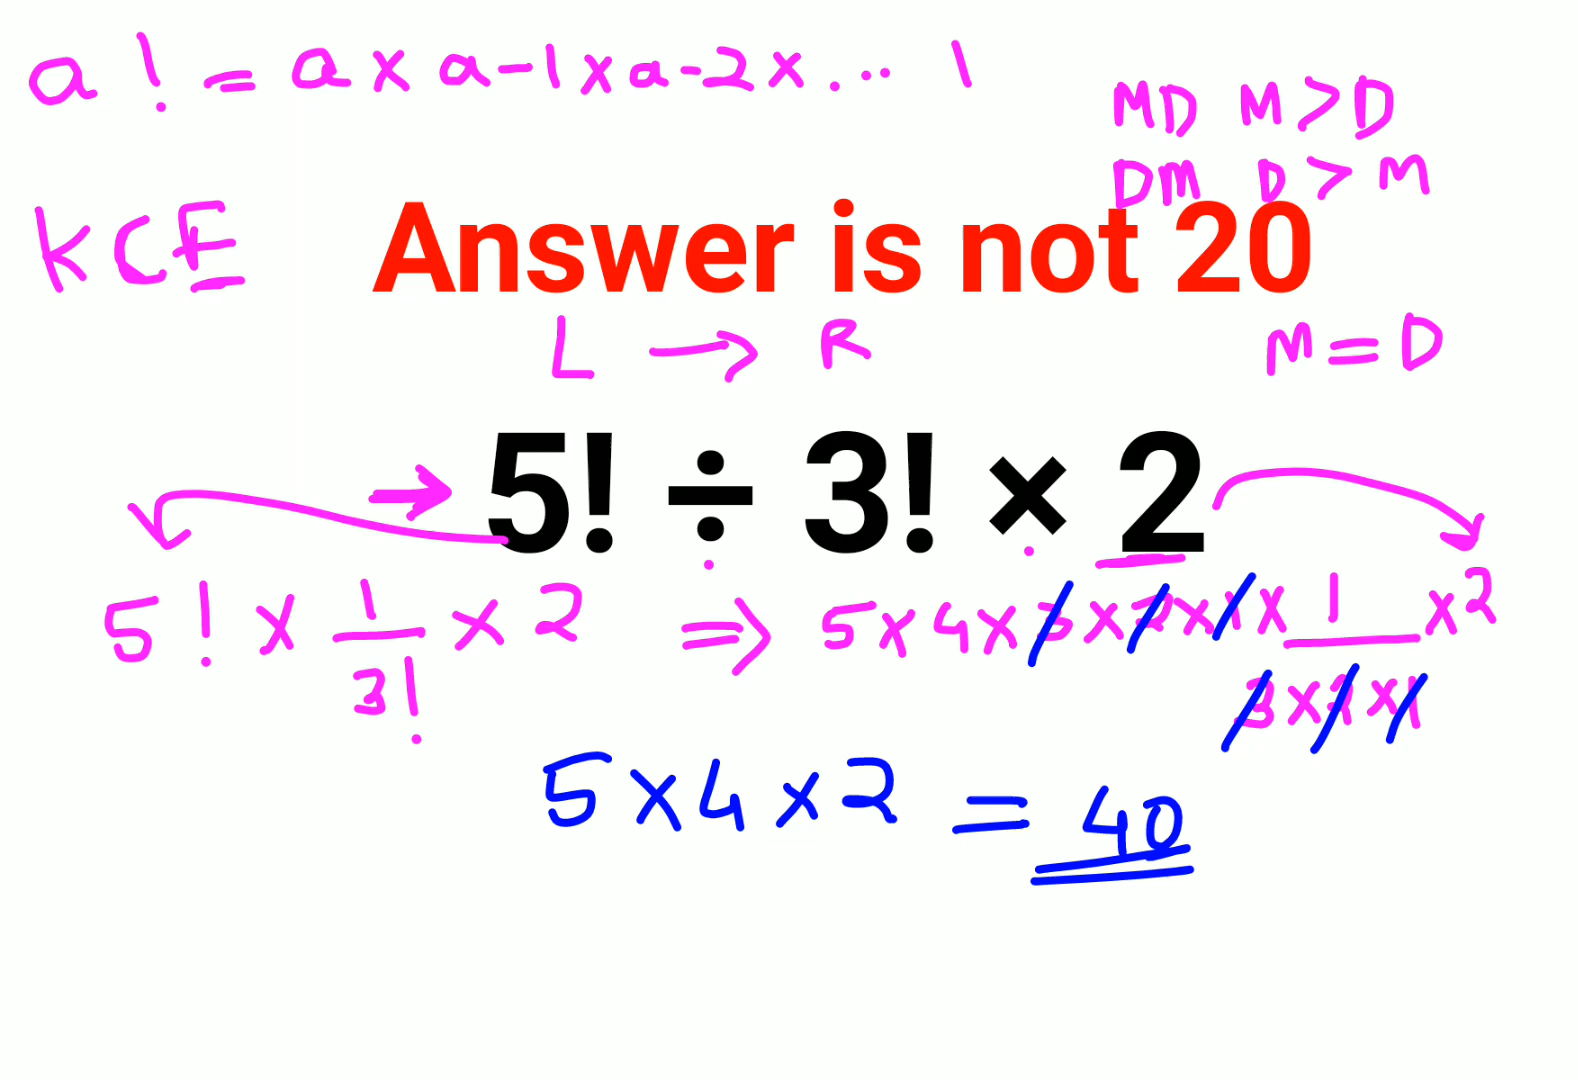 a! = a x a-1 x a-2 x ... 1
MD M>D
DM D>M
KCE
Answer is not 20
L → R
M = D
→ 5! ÷ 3! × 2
5! x 1/3! x 2 ⇒ 5x4x3x2x1x 1/3x2x1 x2
5x4x2 = 40